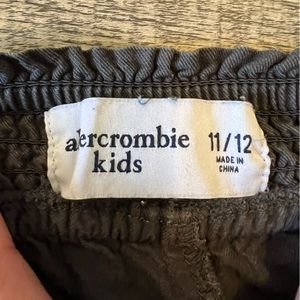 abercrombie
kids
11/12
MADE IN
CHINA